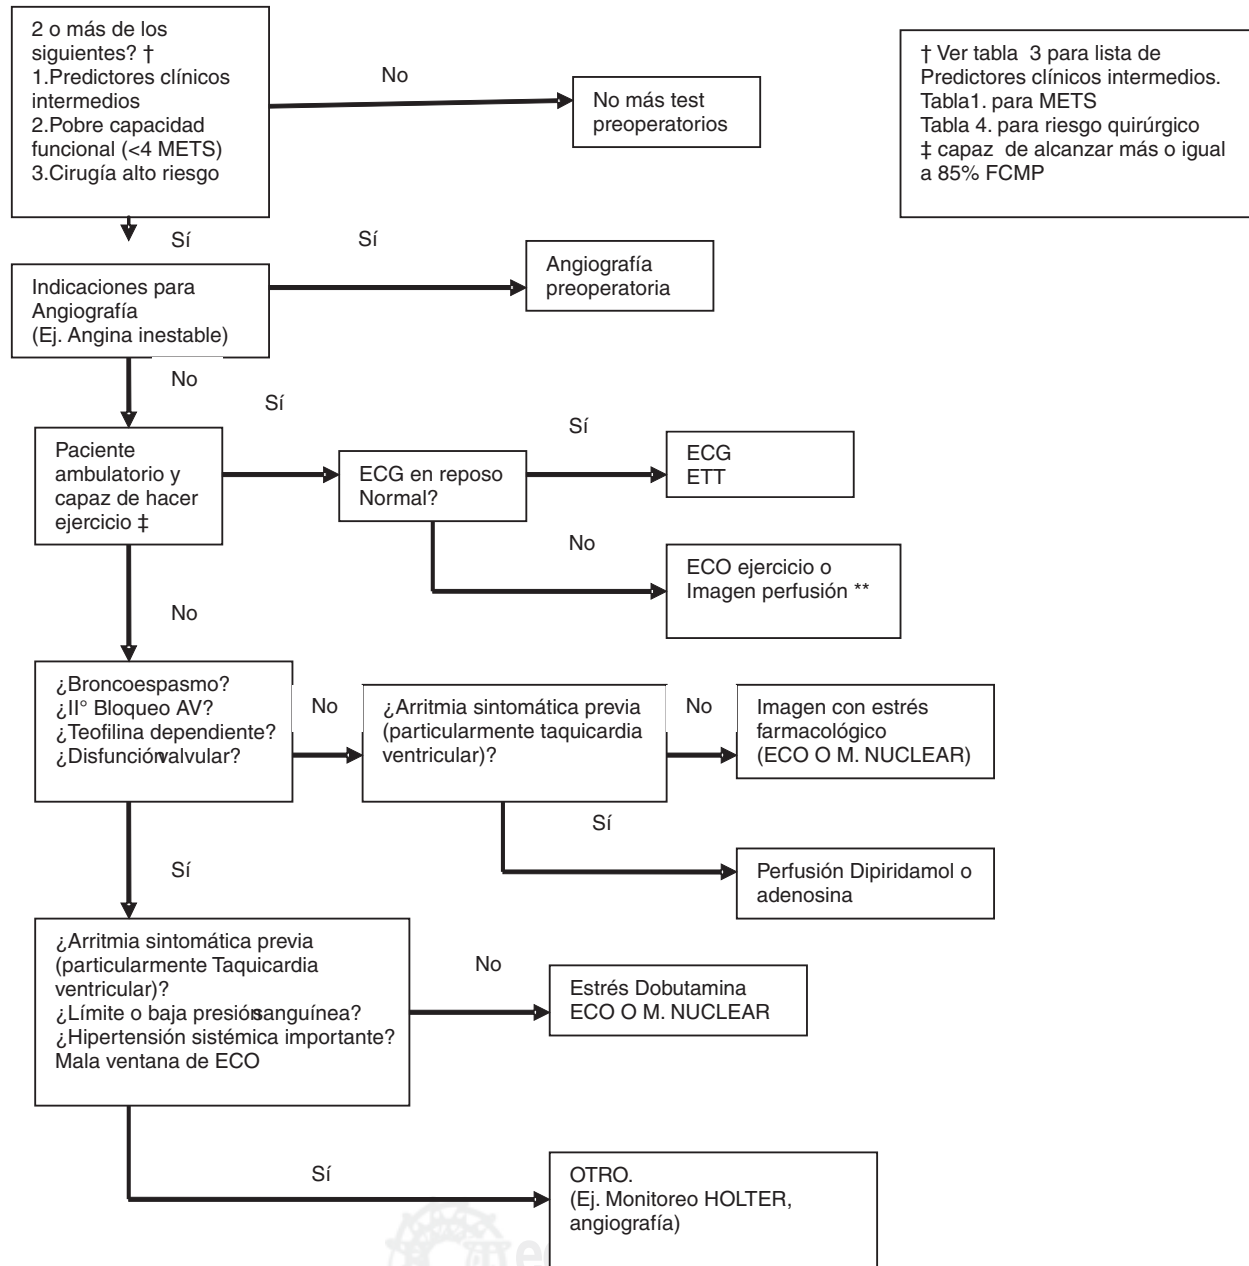 2 o más de los
siguientes? †
1.Predictores clínicos
intermedios
2.Pobre capacidad
funcional (<4 METS)
3.Cirugía alto riesgo
No
No más test
preoperatorios
† Ver tabla 3 para lista de
Predictores clínicos intermedios.
Tabla1. para METS
Tabla 4. para riesgo quirúrgico
‡ capaz de alcanzar más o igual
a 85% FCMP
Sí
Sí
Indicaciones para
Angiografía
(Ej. Angina inestable)
Angiografía
preoperatoria
No
Sí
Paciente
ambulatorio y
capaz de hacer
ejercicio ‡
ECG en reposo
Normal?
Sí
ECG
ETT
No
ECO ejercicio o
Imagen perfusión **
No
¿Broncoespasmo?
¿II° Bloqueo AV?
¿Teofilina dependiente?
¿Disfunción valvular?
No
¿Arritmia sintomática previa
(particularmente taquicardia
ventricular)?
No
Imagen con estrés
farmacológico
(ECO O M. NUCLEAR)
Sí
Perfusión Dipiridamol o
adenosina
Sí
¿Arritmia sintomática previa
(particularmente Taquicardia
ventricular)?
¿Límite o baja presión sanguínea?
¿Hipertensión sistémica importante?
Mala ventana de ECO
No
Estrés Dobutamina
ECO O M. NUCLEAR
Sí
OTRO.
(Ej. Monitoreo HOLTER,
angiografía)